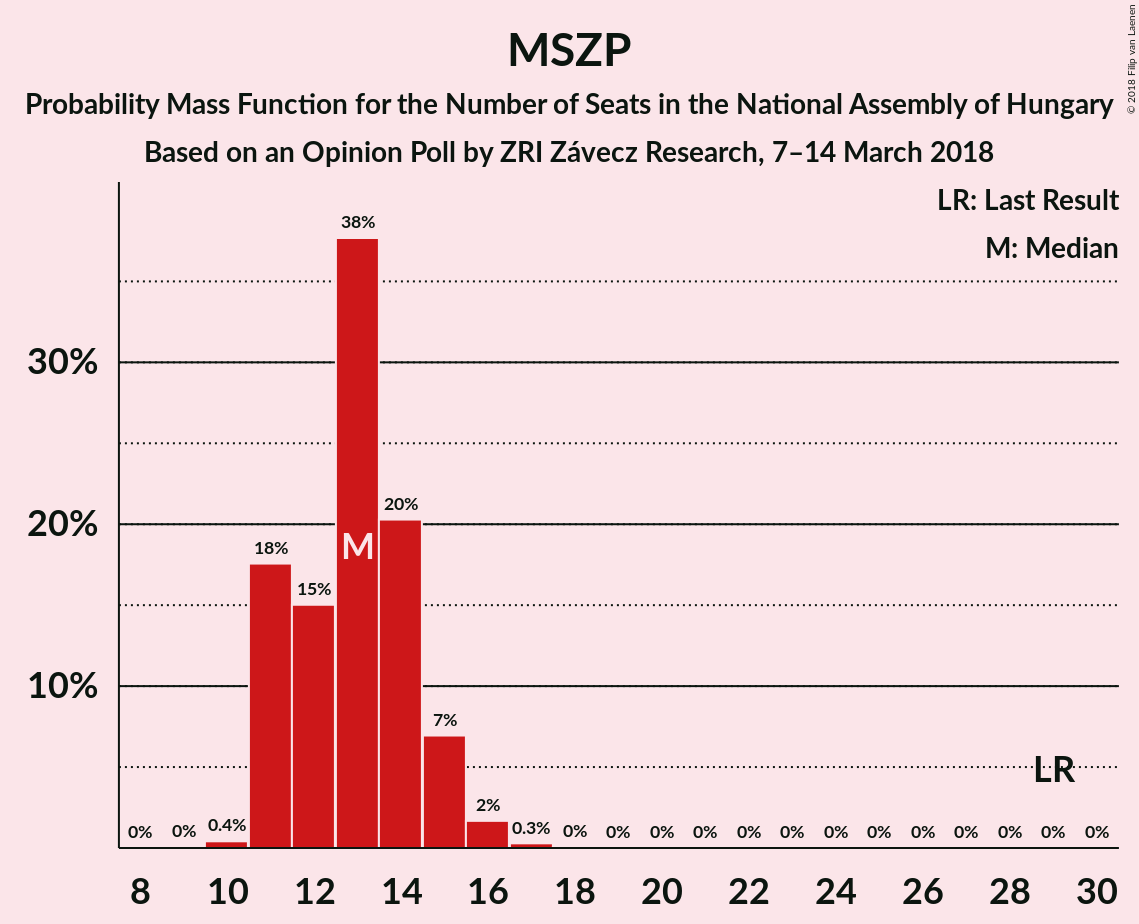 MSZP
Probability Mass Function for the Number of Seats in the National Assembly of Hungary
Based on an Opinion Poll by ZRI Závecz Research, 7–14 March 2018
© 2018 Filip van Laenen
LR: Last Result
M: Median
30%
20%
10%
0% 0% 0.4% 18% 15% 38% 20% 7% 2% 0.3% 0% 0% 0% 0% 0% 0% 0% 0% 0% 0% 0% 0% 0%
M
LR
8 10 12 14 16 18 20 22 24 26 28 30